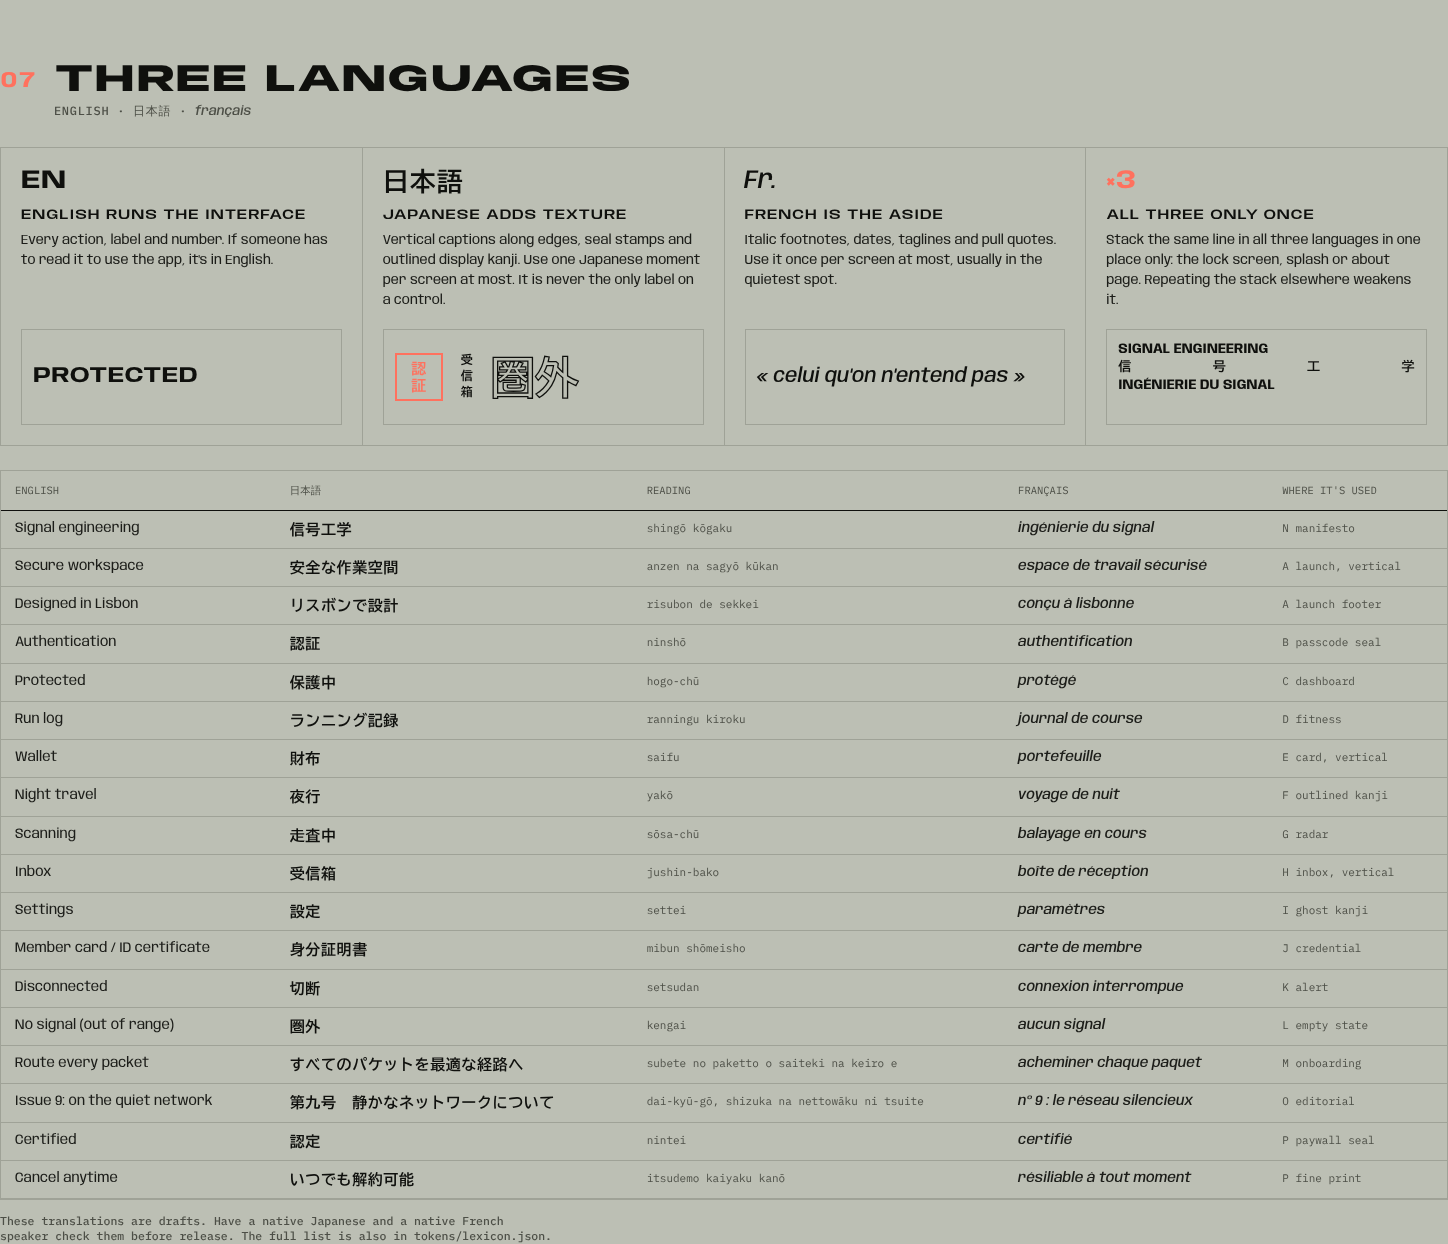 07 THREE LANGUAGES
ENGLISH · 日本語 · français
EN
ENGLISH RUNS THE INTERFACE
Every action, label and number. If someone has
to read it to use the app, it's in English.
PROTECTED
日本語
JAPANESE ADDS TEXTURE
Vertical captions along edges, seal stamps and
outlined display kanji. Use one Japanese moment
per screen at most. It is never the only label on
a control.
認証
受信箱
圏外
Fr.
FRENCH IS THE ASIDE
Italic footnotes, dates, taglines and pull quotes.
Use it once per screen at most, usually in the
quietest spot.
« celui qu'on n'entend pas »
×3
ALL THREE ONLY ONCE
Stack the same line in all three languages in one
place only: the lock screen, splash or about
page. Repeating the stack elsewhere weakens
it.
SIGNAL ENGINEERING
信号工学
INGÉNIERIE DU SIGNAL
ENGLISH 日本語 READING FRANÇAIS WHERE IT'S USED
Signal engineering 信号工学 shingō kōgaku ingénierie du signal N manifesto
Secure workspace 安全な作業空間 anzen na sagyō kūkan espace de travail sécurisé A launch, vertical
Designed in Lisbon リスボンで設計 risubon de sekkei conçu à lisbonne A launch footer
Authentication 認証 ninshō authentification B passcode seal
Protected 保護中 hogo-chū protégé C dashboard
Run log ランニング記録 ranningu kiroku journal de course D fitness
Wallet 財布 saifu portefeuille E card, vertical
Night travel 夜行 yakō voyage de nuit F outlined kanji
Scanning 走査中 sōsa-chū balayage en cours G radar
Inbox 受信箱 jushin-bako boîte de réception H inbox, vertical
Settings 設定 settei paramètres I ghost kanji
Member card / ID certificate 身分証明書 mibun shōmeisho carte de membre J credential
Disconnected 切断 setsudan connexion interrompue K alert
No signal (out of range) 圏外 kengai aucun signal L empty state
Route every packet すべてのパケットを最適な経路へ subete no paketto o saiteki na keiro e acheminer chaque paquet M onboarding
Issue 9: on the quiet network 第九号　静かなネットワークについて dai-kyū-gō, shizuka na nettowāku ni tsuite n° 9 : le réseau silencieux O editorial
Certified 認定 nintei certifié P paywall seal
Cancel anytime いつでも解約可能 itsudemo kaiyaku kanō résiliable à tout moment P fine print
These translations are drafts. Have a native Japanese and a native French
speaker check them before release. The full list is also in tokens/lexicon.json.